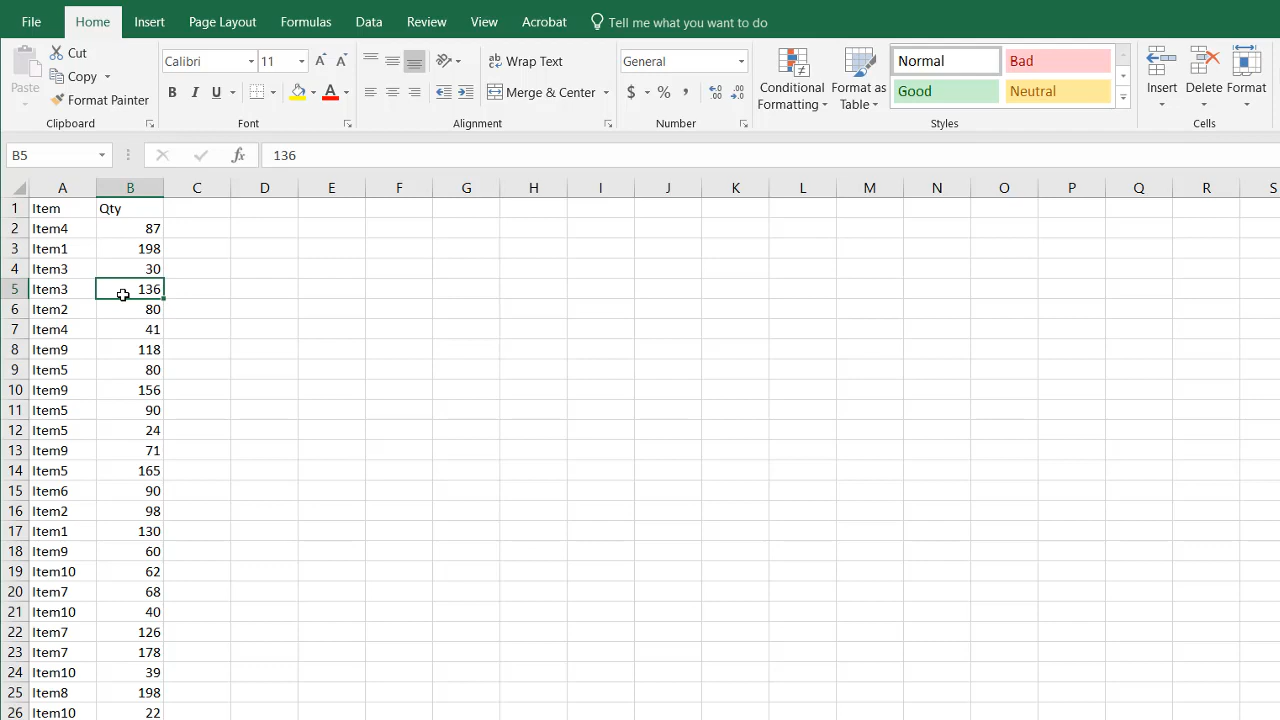 File Home Insert Page Layout Formulas Data Review View Acrobat Tell me what you want to do
Paste
Cut
Copy
Format Painter
Clipboard
Calibri 11 A A
B I U A
Font
ab Wrap Text
Merge & Center
Alignment
General
$ % , .0 .00
Number
Conditional Formatting
Format as Table
Normal Bad
Good Neutral
Styles
Insert Delete Format
Cells
B5 fx 136
A B C D E F G H I J K L M N O P Q R S
1 Item Qty
2 Item4 87
3 Item1 198
4 Item3 30
5 Item3 136
6 Item2 80
7 Item4 41
8 Item9 118
9 Item5 80
10 Item9 156
11 Item5 90
12 Item5 24
13 Item9 71
14 Item5 165
15 Item6 90
16 Item2 98
17 Item1 130
18 Item9 60
19 Item10 62
20 Item7 68
21 Item10 40
22 Item7 126
23 Item7 178
24 Item10 39
25 Item8 198
26 Item10 22